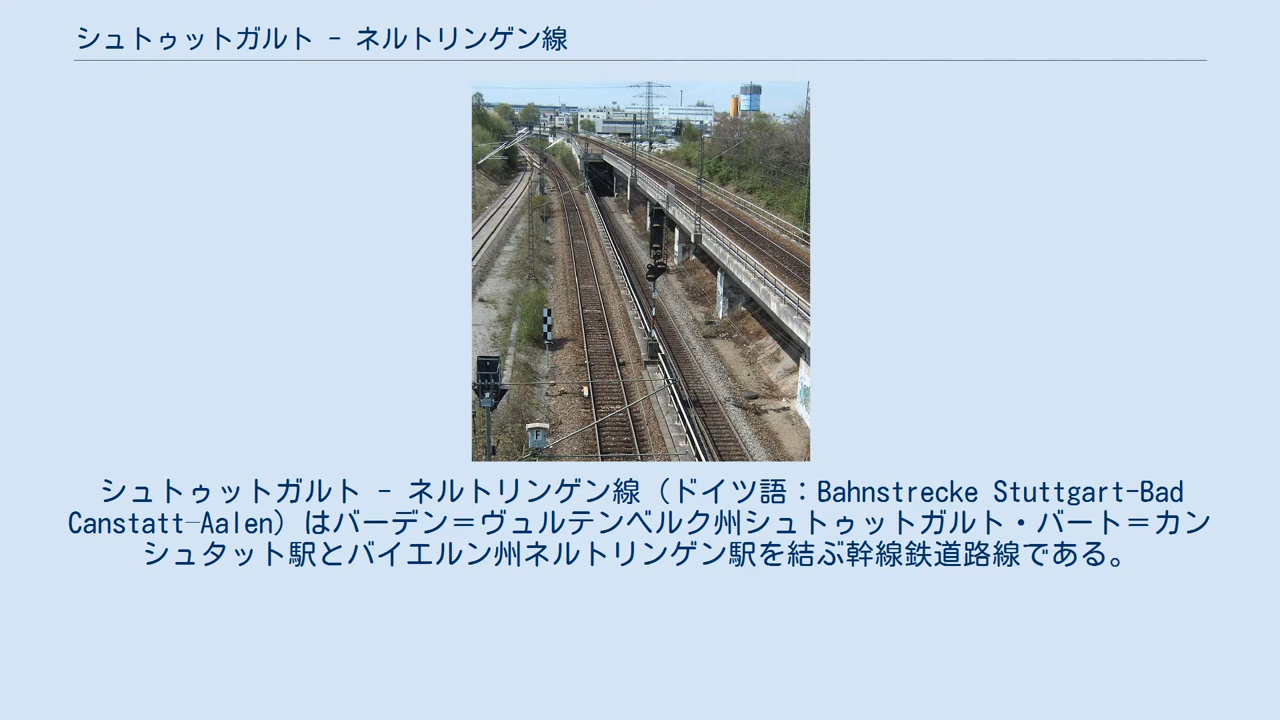 シュトゥットガルト - ネルトリンゲン線
F
シュトゥットガルト - ネルトリンゲン線（ドイツ語：Bahnstrecke Stuttgart-Bad
Canstatt–Aalen）はバーデン＝ヴュルテンベルク州シュトゥットガルト・バート＝カン
シュタット駅とバイエルン州ネルトリンゲン駅を結ぶ幹線鉄道路線である。